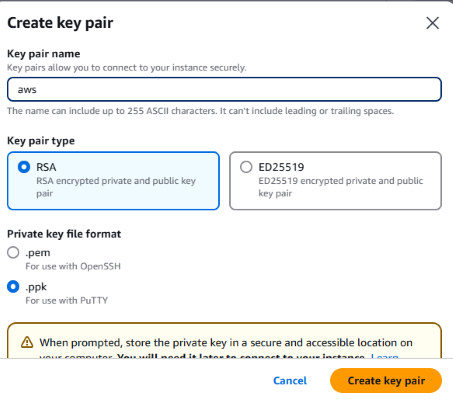 Create key pair
Key pair name
Key pairs allow you to connect to your instance securely.
aws
The name can include up to 255 ASCII characters. It can't include leading or trailing spaces.
Key pair type
RSA
RSA encrypted private and public key
pair
ED25519
ED25519 encrypted private and public
key pair
Private key file format
.pem
For use with OpenSSH
.ppk
For use with PuTTY
When prompted, store the private key in a secure and accessible location on
your computer. You will need it later to connect to your instance. Learn
Cancel
Create key pair